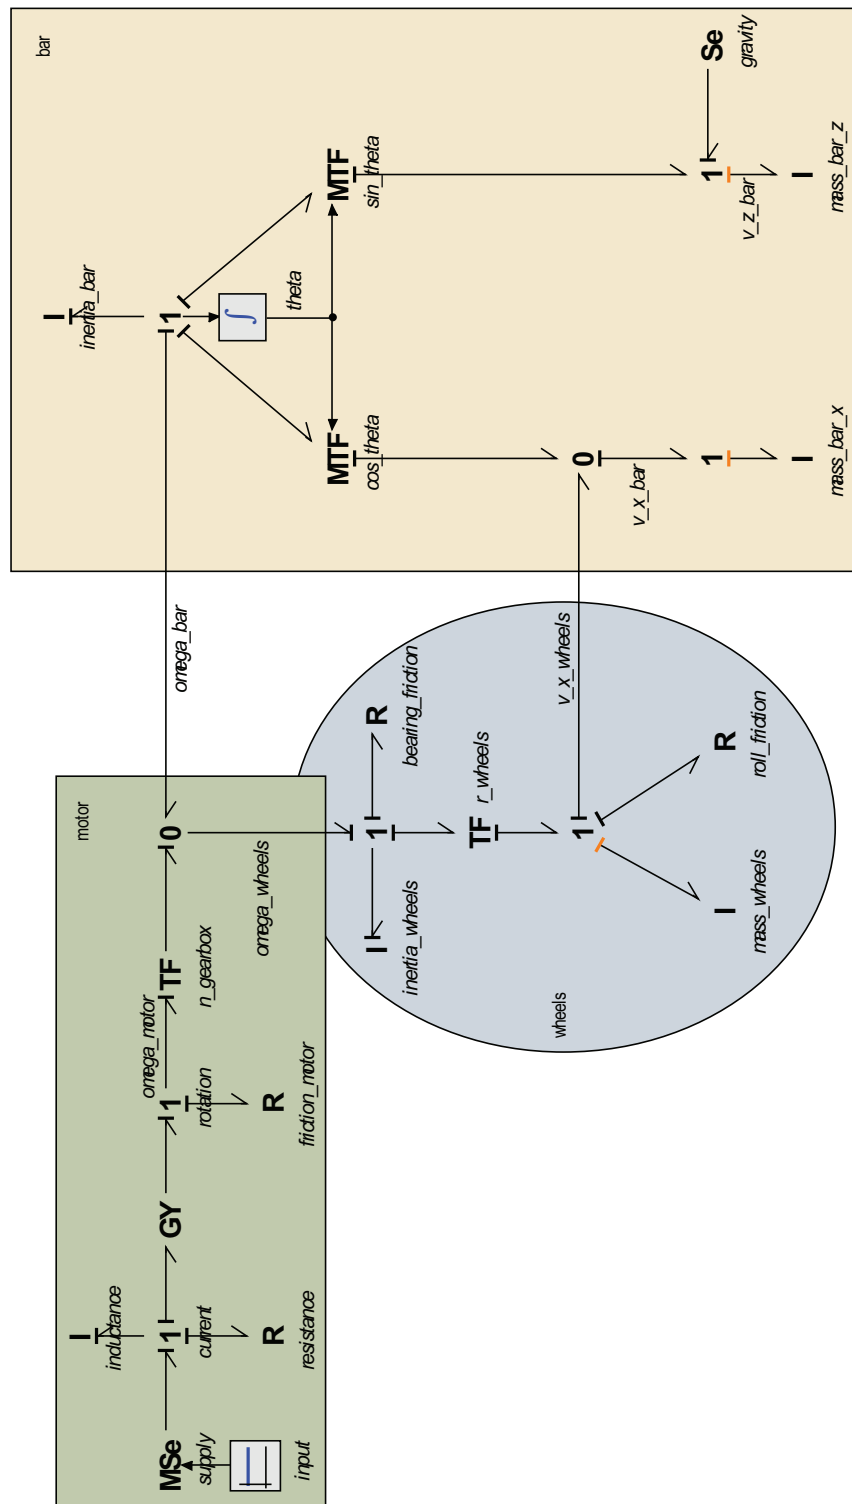 bar
I
inertia_bar
1
∫
theta
MTF
cos_theta
MTF
sin_theta
Se
gravity
0
v_x_bar
1
I
mass_bar_x
1
v_z_bar
I
mass_bar_z
omega_bar
v_x_wheels
motor
MSe
supply
input
1
current
I
inductance
R
resistance
GY
1
rotation
R
friction_motor
omega_motor
TF
n_gearbox
0
omega_wheels
wheels
I
inertia_wheels
1
R
bearing_friction
TF
r_wheels
1
I
mass_wheels
R
roll_friction